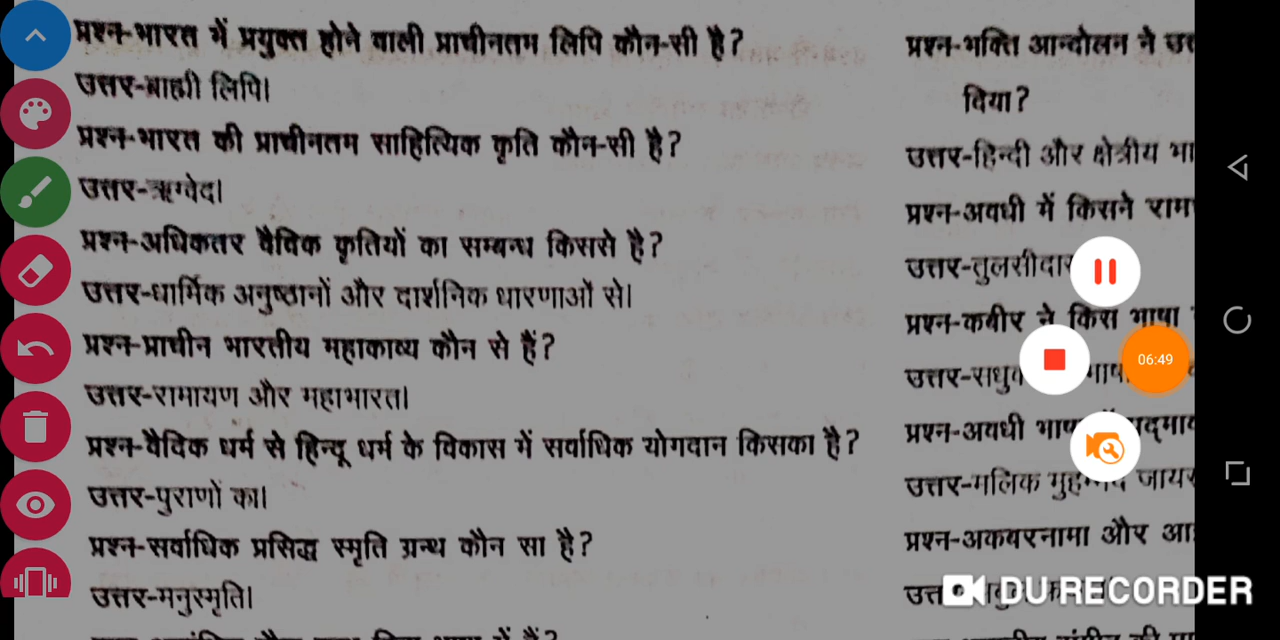 प्रश्न-भारत में प्रयुक्त होने वाली प्राचीनतम लिपि कौन-सी है?
उत्तर-ब्राह्मी लिपि।
प्रश्न-भारत की प्राचीनतम साहित्यिक कृति कौन-सी है?
उत्तर-ऋग्वेद।
प्रश्न-अधिकतर वैदिक कृतियों का सम्बन्ध किससे है?
उत्तर-धार्मिक अनुष्ठानों और दार्शनिक धारणाओं से।
प्रश्न-प्राचीन भारतीय महाकाव्य कौन से हैं?
उत्तर-रामायण और महाभारत।
प्रश्न-वैदिक धर्म से हिन्दू धर्म के विकास में सर्वाधिक योगदान किसका है?
उत्तर-पुराणों का।
प्रश्न-सर्वाधिक प्रसिद्ध स्मृति ग्रन्थ कौन सा है?
उत्तर-मनुस्मृति।
प्रश्न-भक्ति आन्दोलन ने
दिया?
उत्तर-हिन्दी और क्षेत्रीय
प्रश्न-अवधी में किसने
उत्तर-
प्रश्न-कबीर ने किस भाषा
उत्तर-
प्रश्न-अवधी
उत्तर-मलिक
प्रश्न-अकबरनामा और
06:49
DU RECORDER